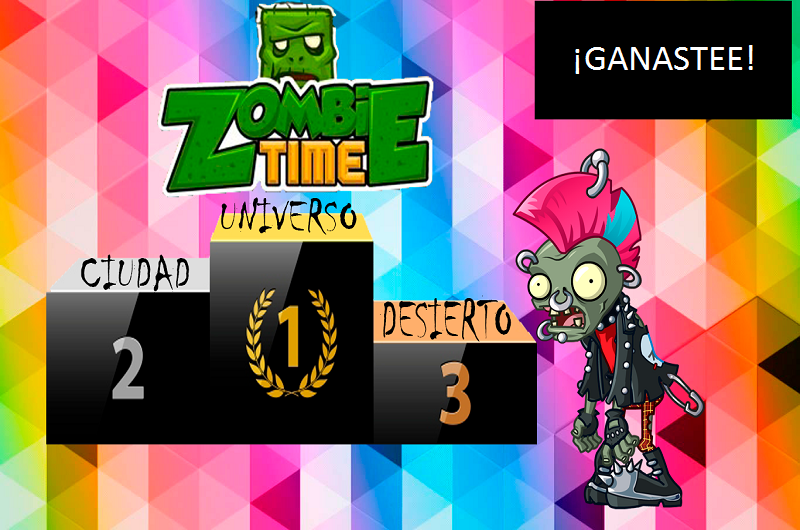 ¡GANASTEE!
ZOMBIE
TIME
UNIVERSO
CIUDAD
DESIERTO
1
2
3